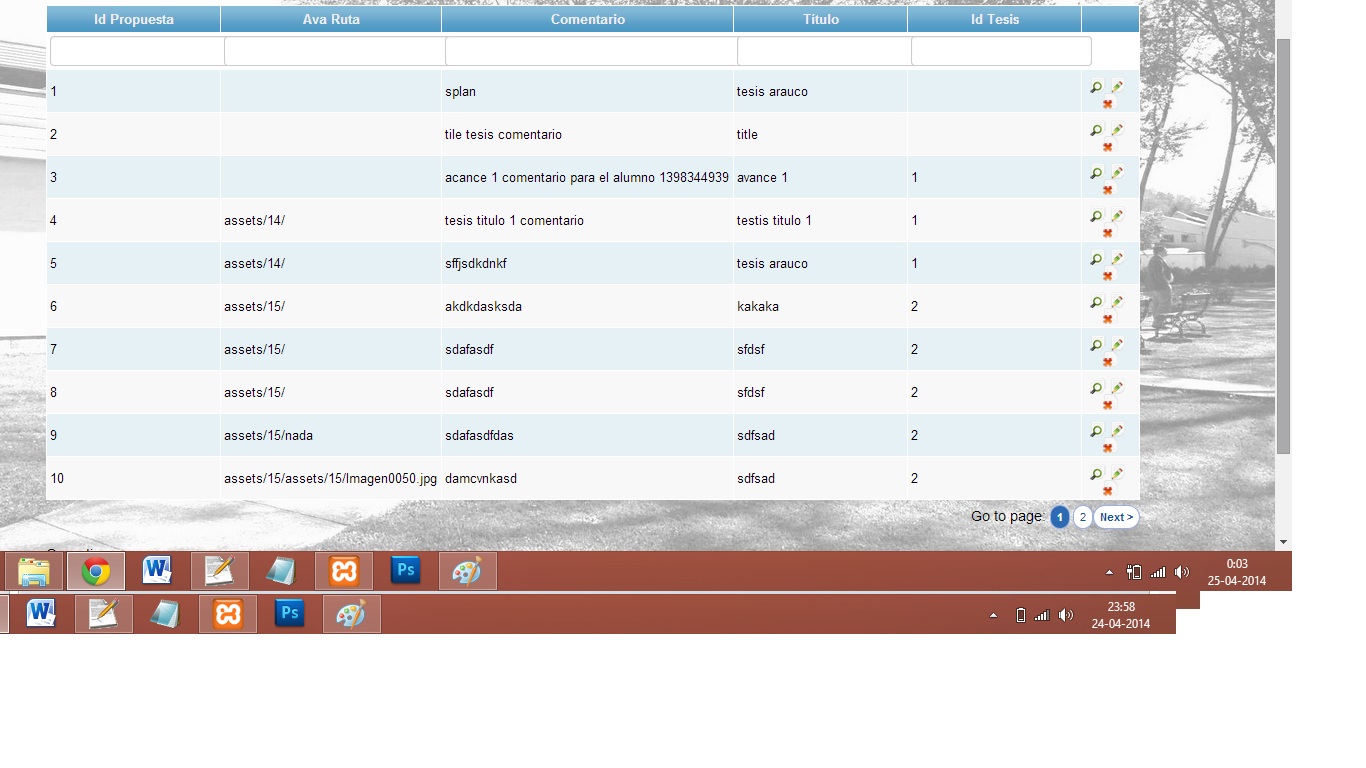 Id Propuesta Ava Ruta Comentario Titulo Id Tesis
1 splan tesis arauco
2 tile tesis comentario title
3 acance 1 comentario para el alumno 1398344939 avance 1 1
4 assets/14/ tesis titulo 1 comentario testis titulo 1 1
5 assets/14/ sffjsdkdnkf tesis arauco 1
6 assets/15/ akdkdasksda kakaka 2
7 assets/15/ sdafasdf sfdsf 2
8 assets/15/ sdafasdf sfdsf 2
9 assets/15/nada sdafasdfdas sdfsad 2
10 assets/15/assets/15/Imagen0050.jpg damcvnkasd sdfsad 2
Go to page: 1 2 Next >
W Ps 0:03
25-04-2014
W Ps 23:58
24-04-2014